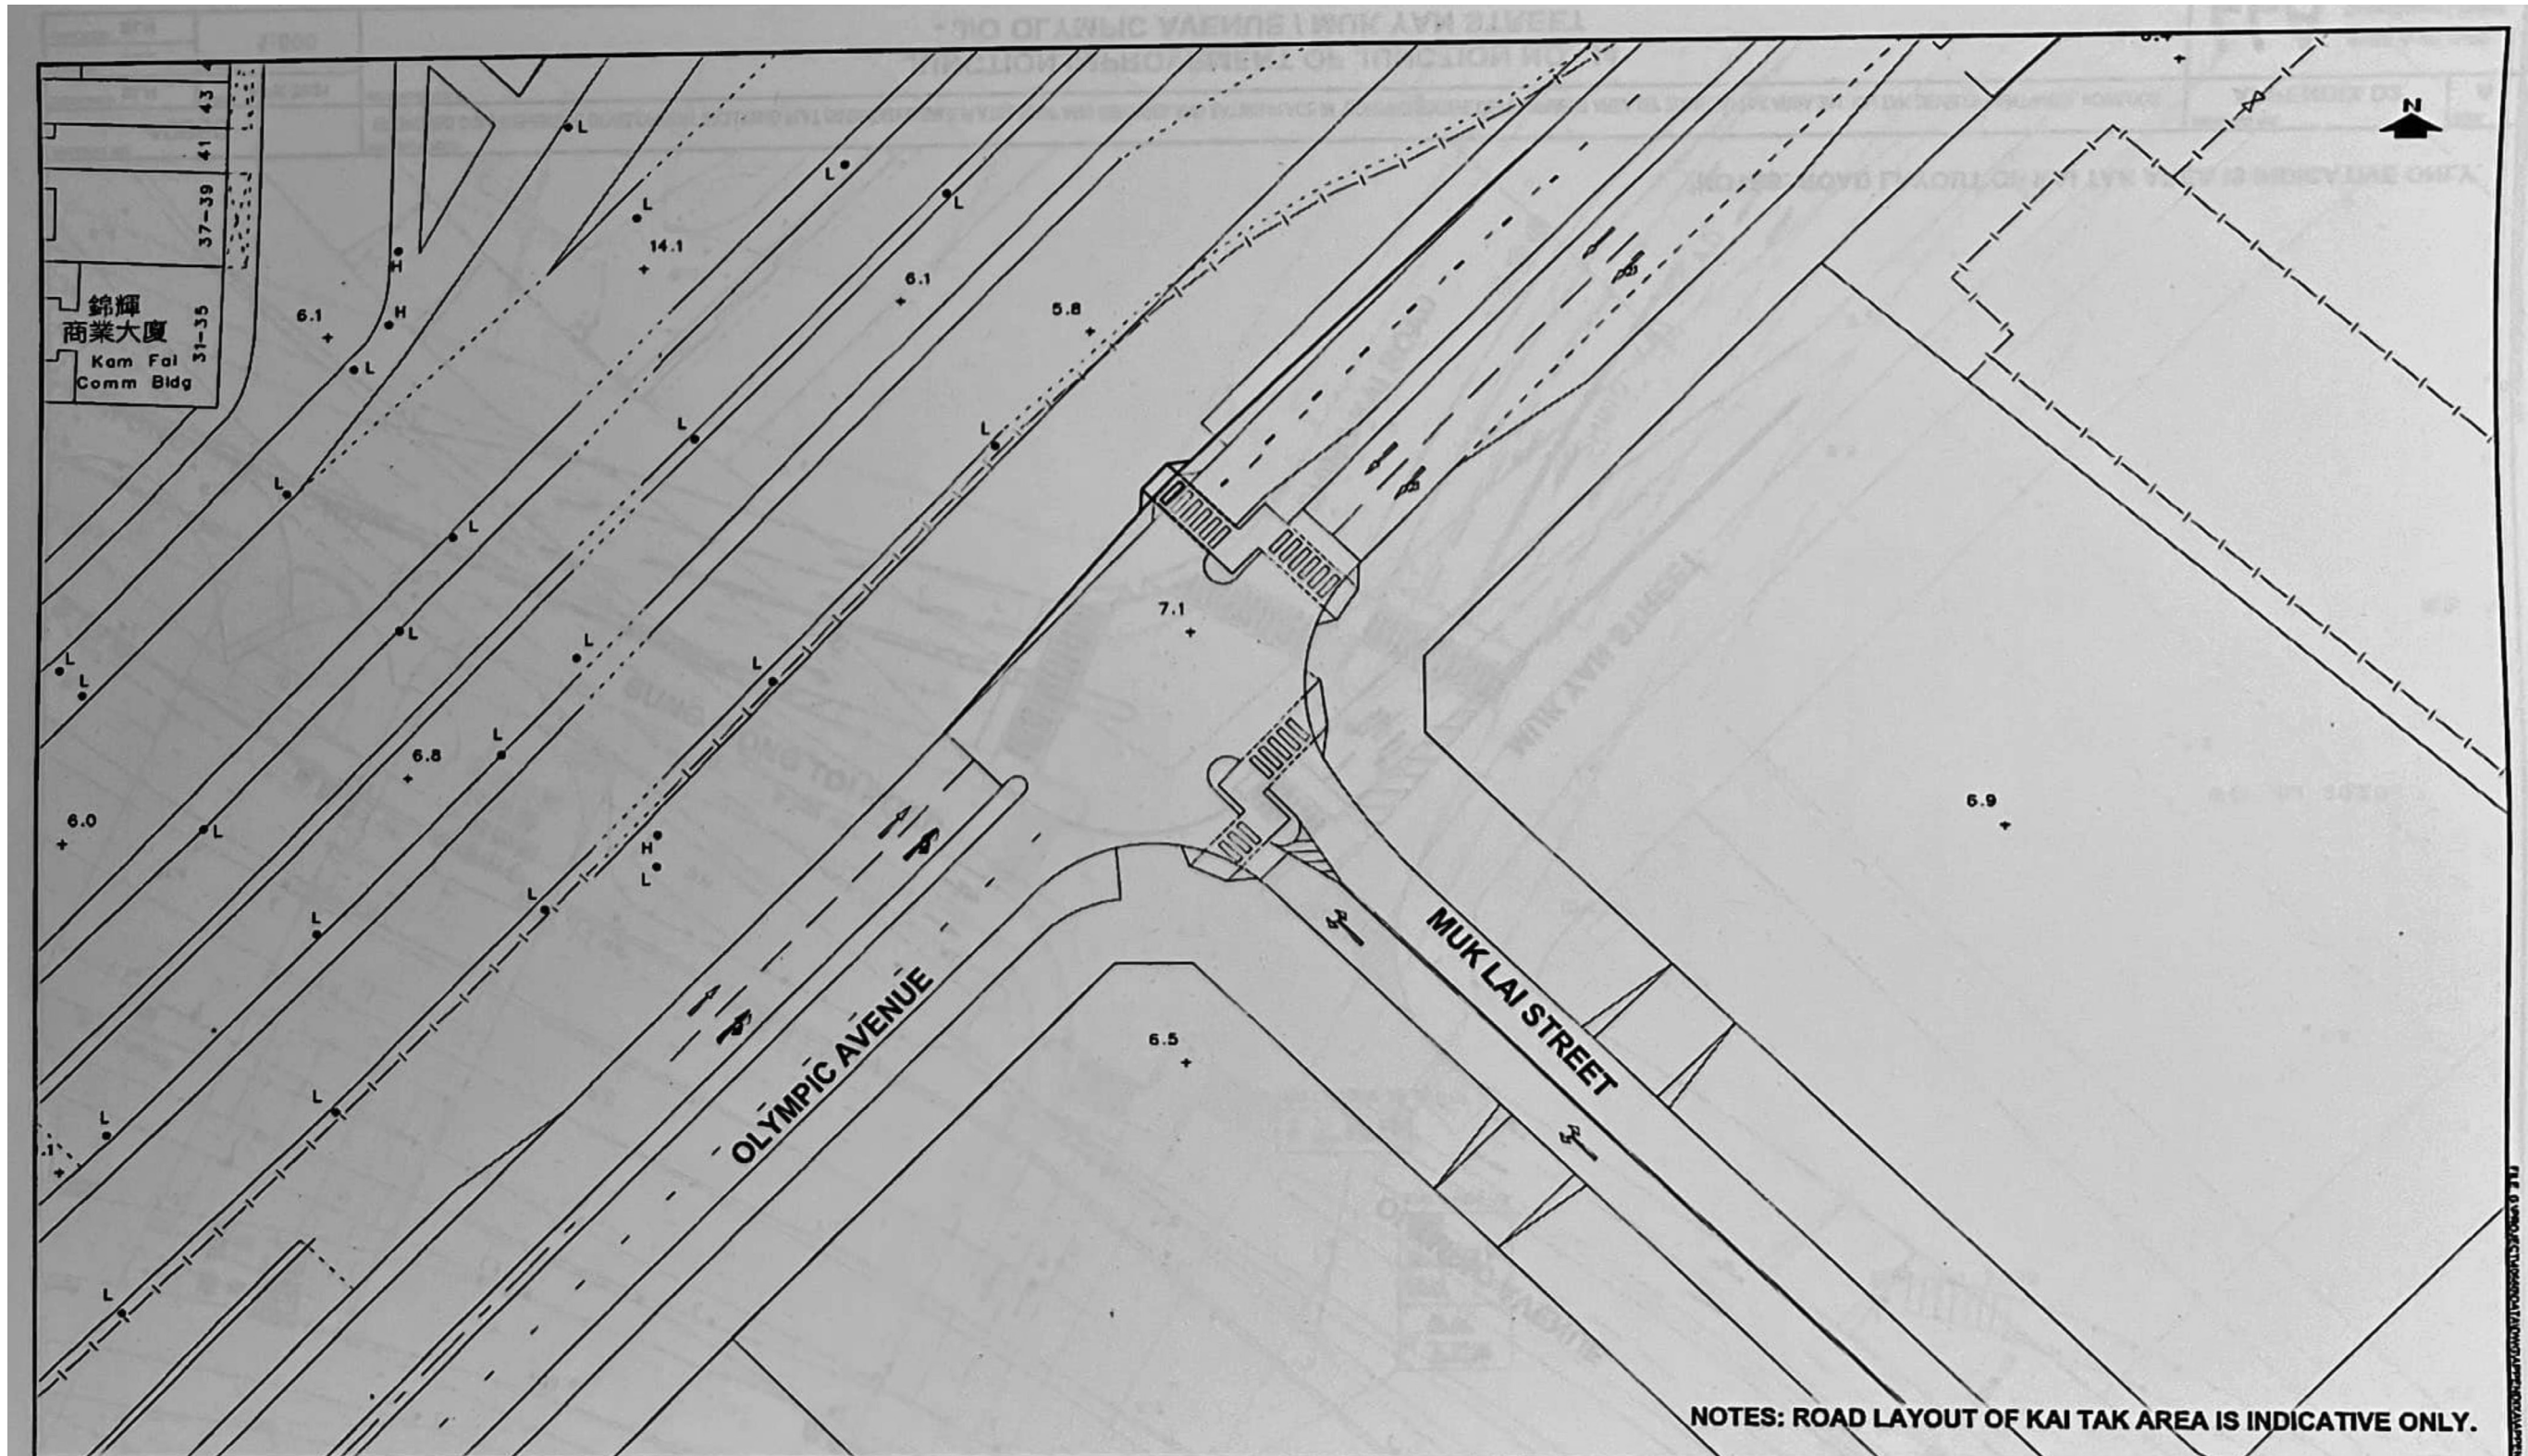 43
41
37-39
31-35
錦輝
商業大廈
Kam Fai
Comm Bldg
6.1
H
H
L
L
L
14.1
L
L
6.1
5.8
N
L
L
L
L
L
L
L
L
L
L
7.1
6.8
6.0
L
H
L
L
L
6.9
MUK LAI STREET
OLYMPIC AVENUE
6.5
L
L
L
NOTES: ROAD LAYOUT OF KAI TAK AREA IS INDICATIVE ONLY.